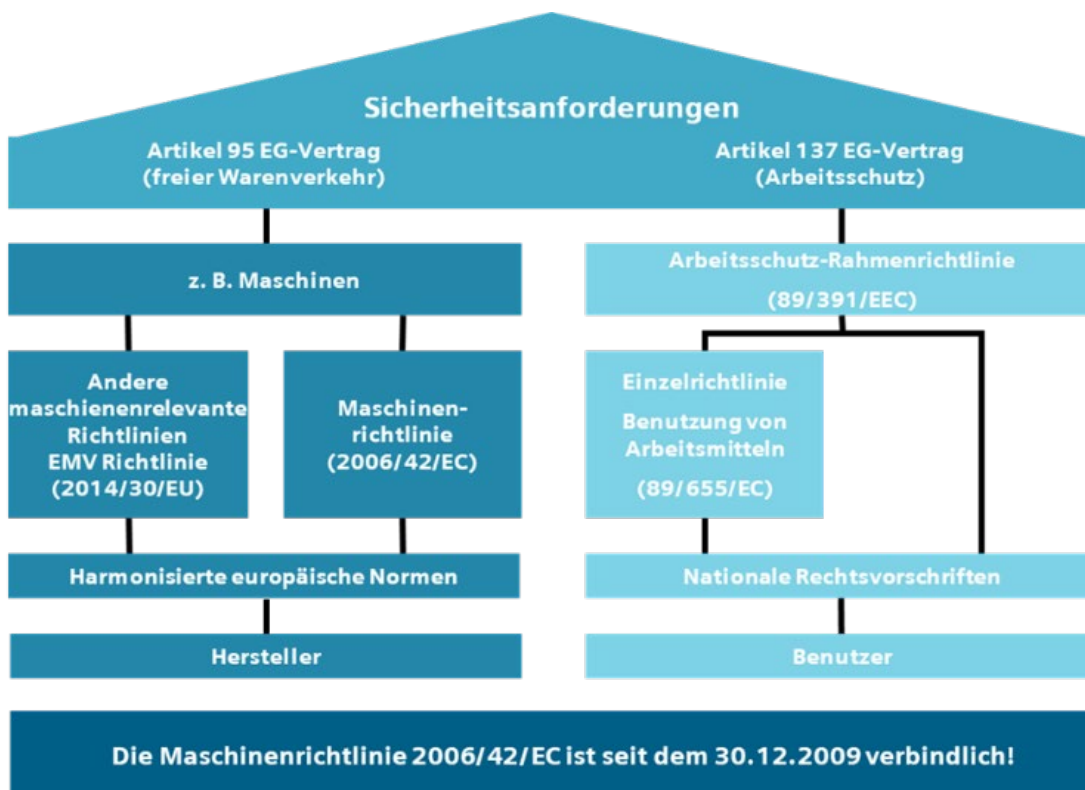 Sicherheitsanforderungen
Artikel 95 EG-Vertrag
(freier Warenverkehr)
Artikel 137 EG-Vertrag
(Arbeitsschutz)
z. B. Maschinen
Arbeitsschutz-Rahmenrichtlinie
(89/391/EEC)
Andere
maschienenrelevante
Richtlinien
EMV Richtlinie
(2014/30/EU)
Maschinen-
richtlinie
(2006/42/EC)
Einzelrichtlinie
Benutzung von
Arbeitsmitteln
(89/655/EC)
Harmonisierte europäische Normen
Nationale Rechtsvorschriften
Hersteller
Benutzer
Die Maschinenrichtlinie 2006/42/EC ist seit dem 30.12.2009 verbindlich!